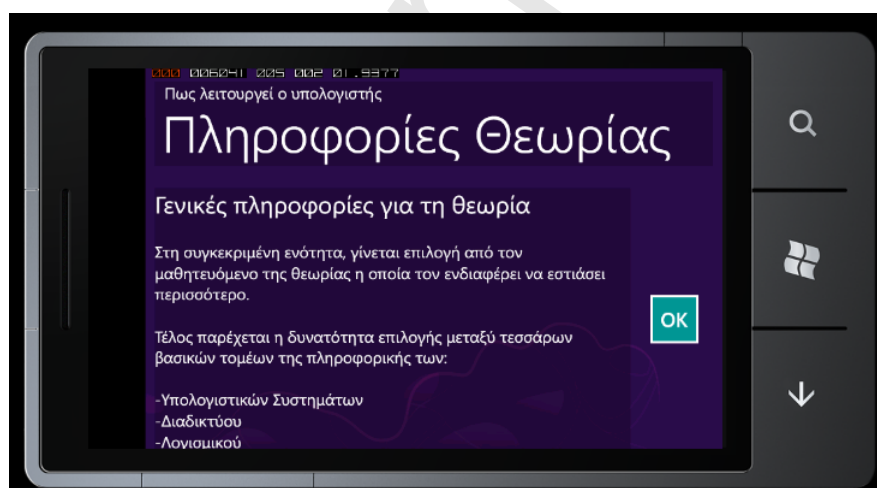 000 006041 005 002 01.9377
Πως λειτουργεί ο υπολογιστής
Πληροφορίες Θεωρίας
Γενικές πληροφορίες για τη θεωρία
Στη συγκεκριμένη ενότητα, γίνεται επιλογή από τον
μαθητευόμενο της θεωρίας η οποία τον ενδιαφέρει να εστιάσει
περισσότερο.
OK
Τέλος παρέχεται η δυνατότητα επιλογής μεταξύ τεσσάρων
βασικών τομέων της πληροφορικής των:
-Υπολογιστικών Συστημάτων
-Διαδικτύου
-Λογισμικού